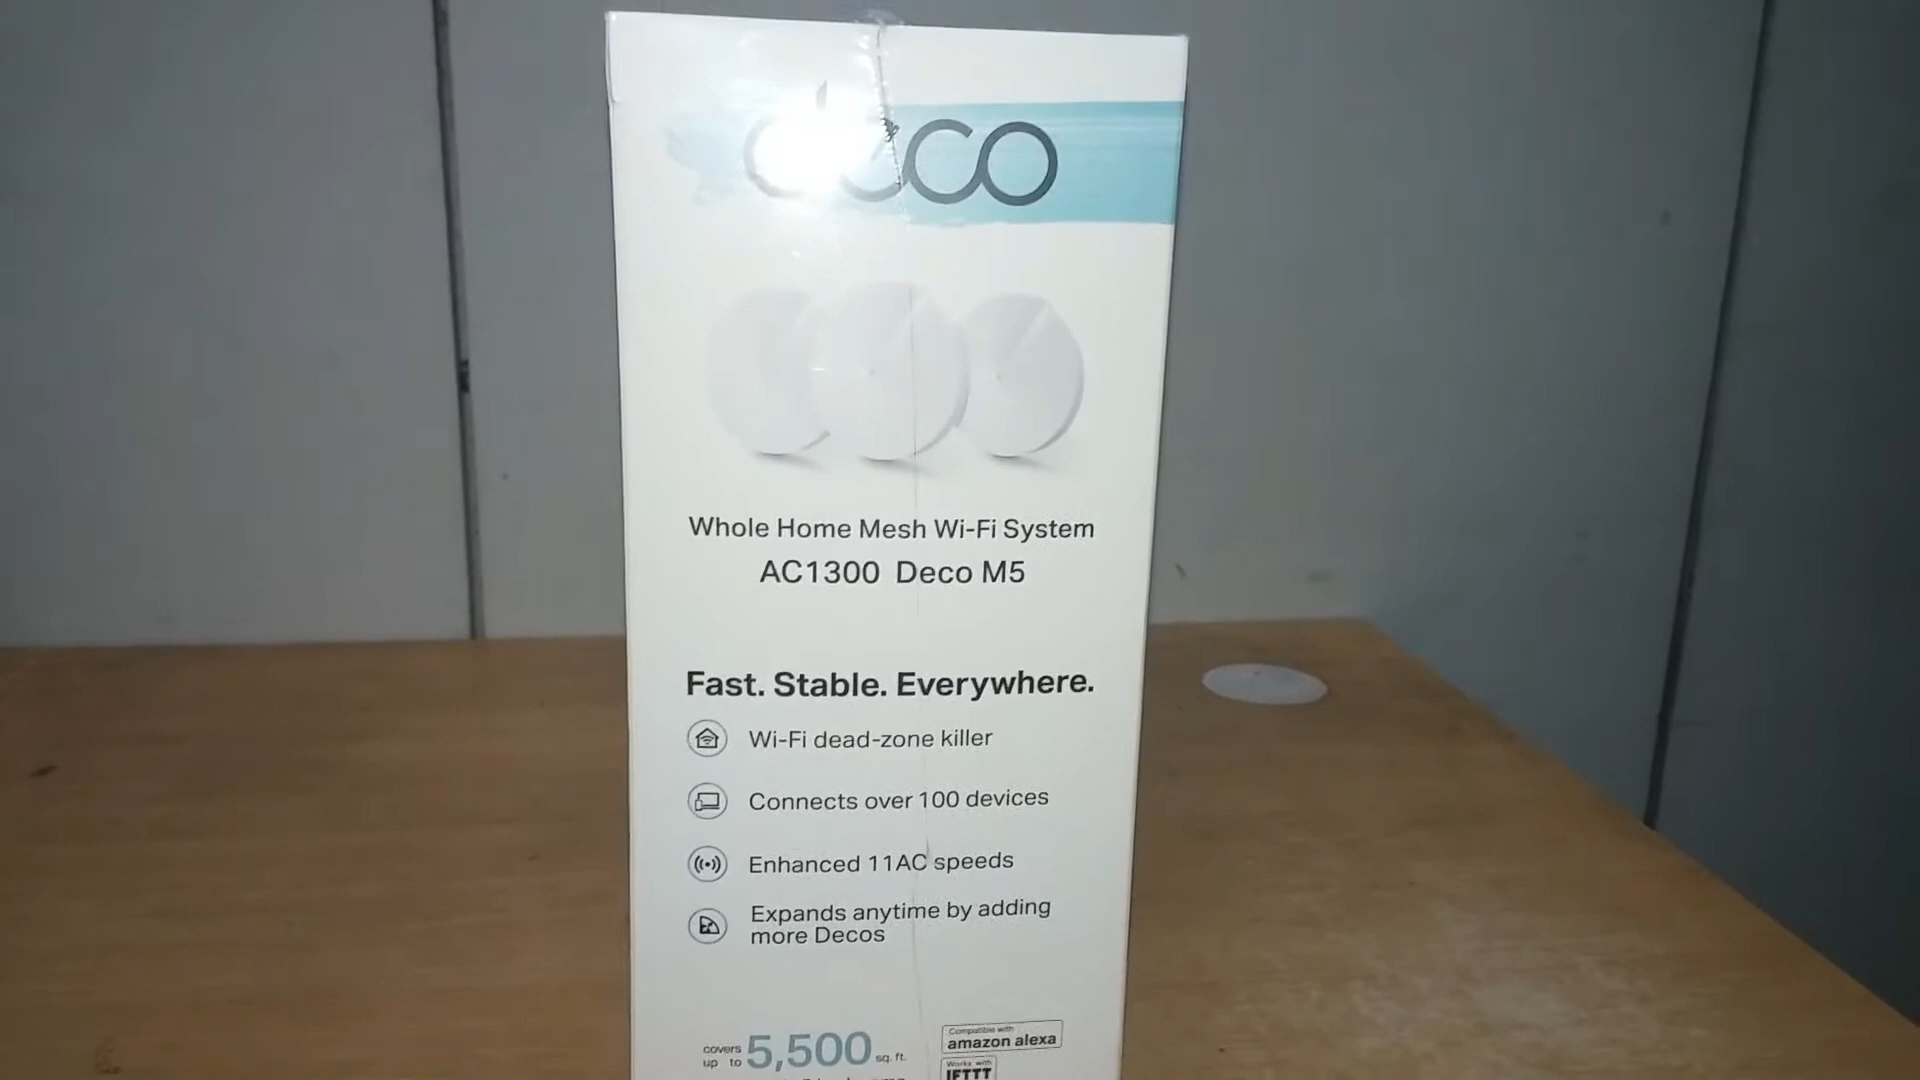 deco
Whole Home Mesh Wi-Fi System
AC1300 Deco M5
Fast. Stable. Everywhere.
Wi-Fi dead-zone killer
Connects over 100 devices
Enhanced 11AC speeds
Expands anytime by adding
more Decos
covers
up to 5,500 sq. ft.
Compatible with
amazon alexa
Works with
IFTTT